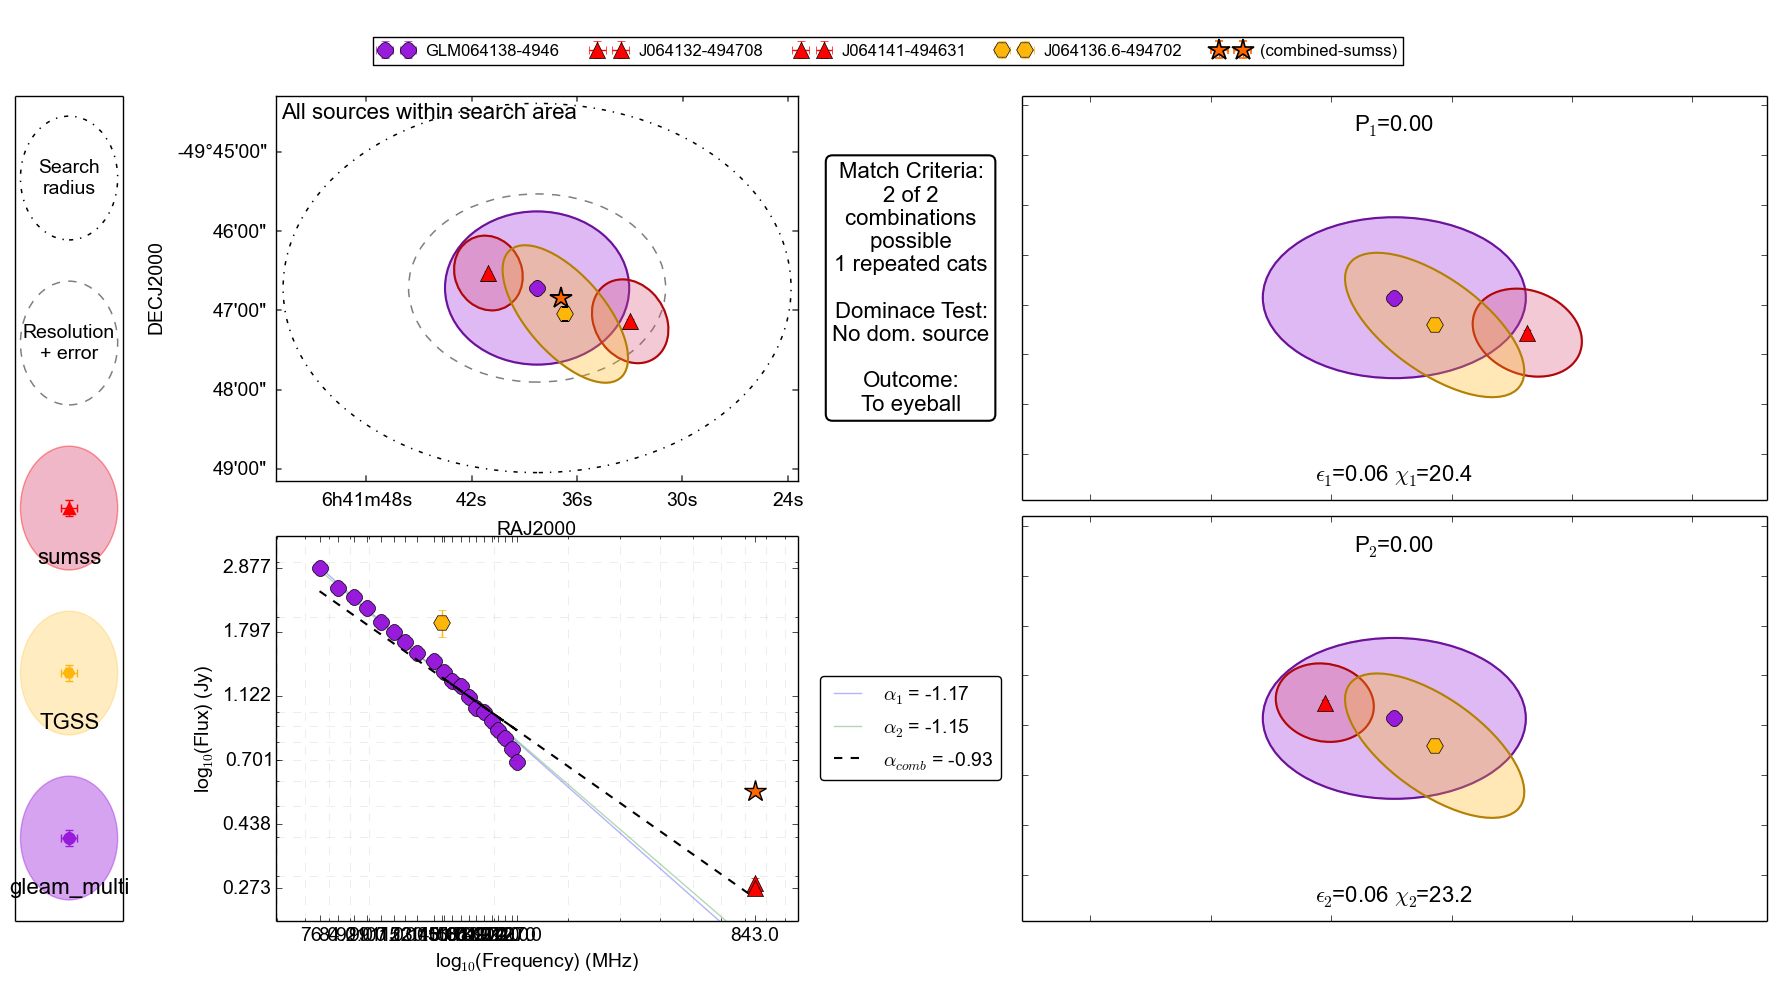 GLM064138-4946 J064132-494708 J064141-494631 J064136.6-494702 (combined-sumss)
Search
radius
Resolution
+ error
sumss
TGSS
gleam_multi
All sources within search area
DECJ2000
-49°45'00"
46'00"
47'00"
48'00"
49'00"
6h41m48s 42s 36s 30s 24s
RAJ2000
Match Criteria:
2 of 2
combinations
possible
1 repeated cats
Dominace Test:
No dom. source
Outcome:
To eyeball
P₁=0.00
ϵ₁=0.06 χ₁=20.4
P₂=0.00
ϵ₂=0.06 χ₂=23.2
log₁₀(Flux) (Jy)
2.877
1.797
1.122
0.701
0.438
0.273
843.0
log₁₀(Frequency) (MHz)
α₁ = -1.17
α₂ = -1.15
α_comb = -0.93